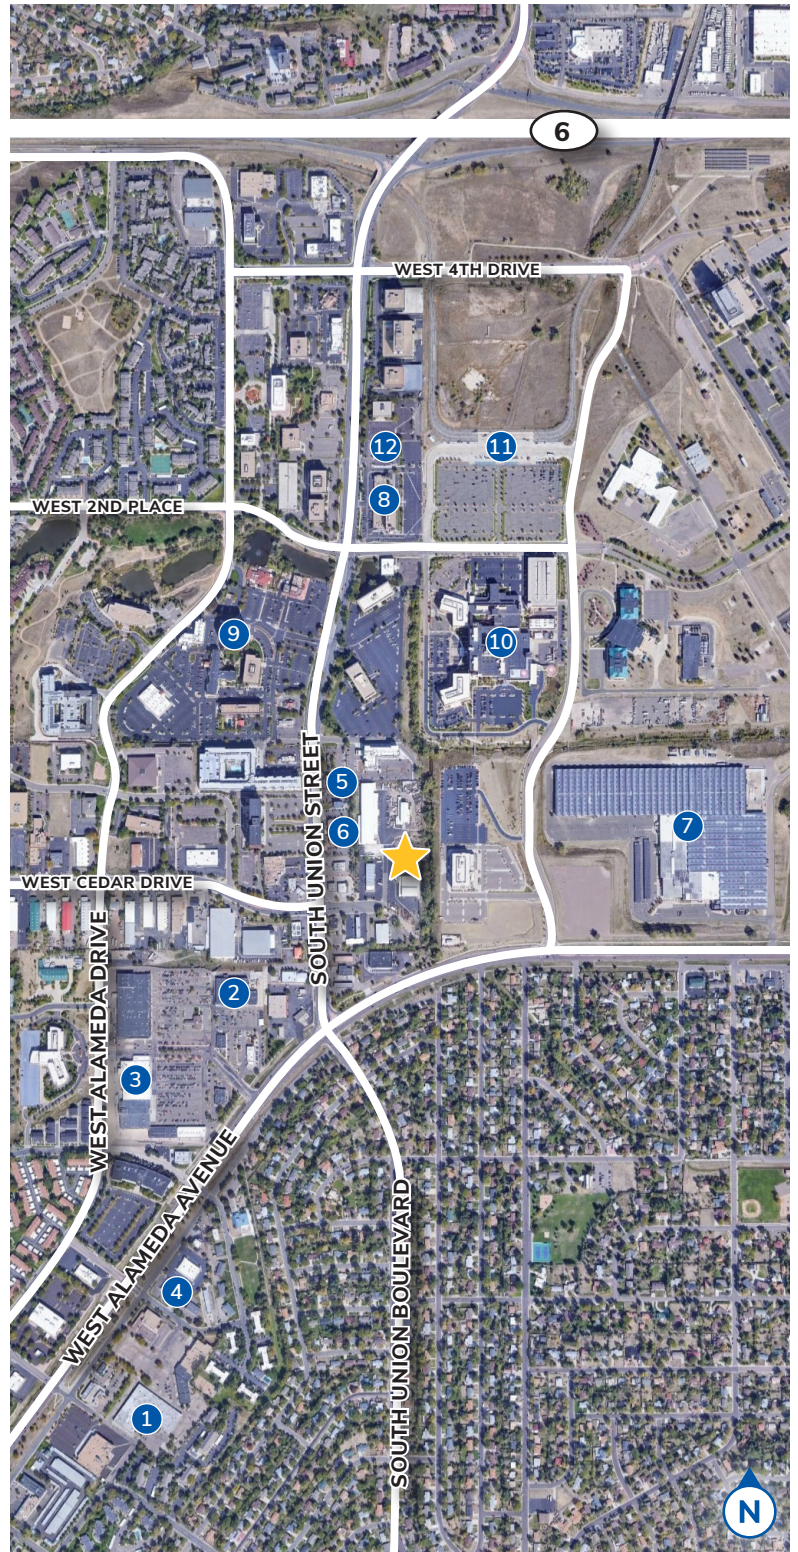 6
WEST 4TH DRIVE
12
11
8
WEST 2ND PLACE
9
10
SOUTH UNION STREET
5
6
7
WEST CEDAR DRIVE
WEST ALAMEDA DRIVE
2
3
WEST ALAMEDA AVENUE
SOUTH UNION BOULEVARD
4
1
N